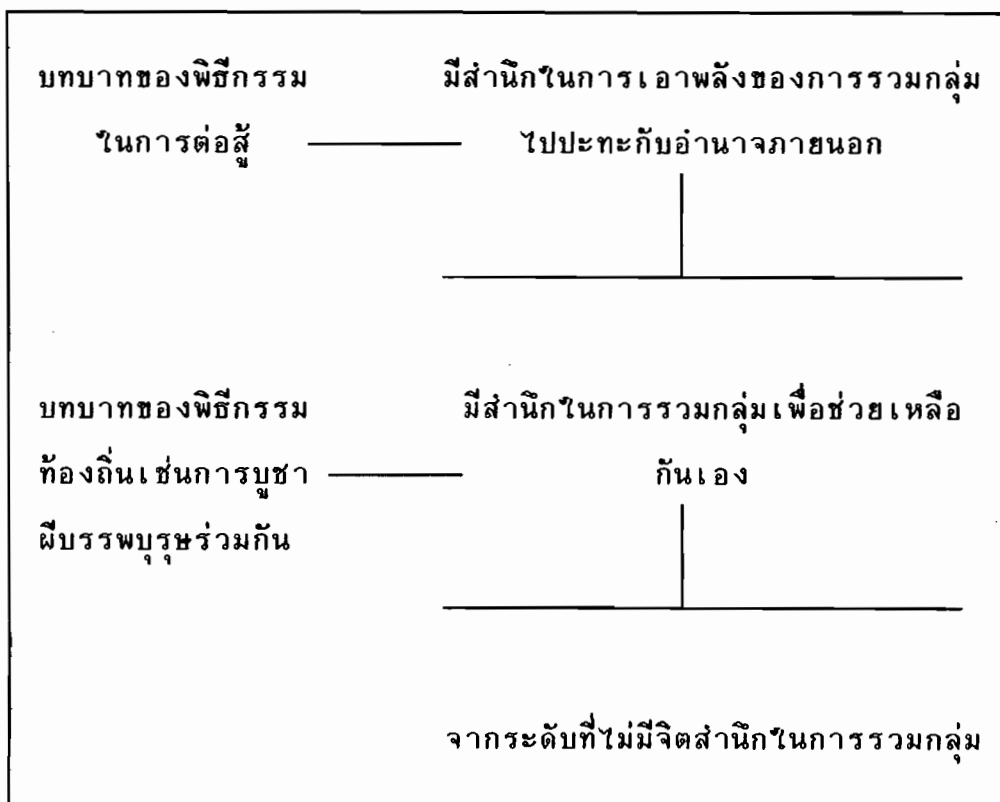 บทบาทของพิธีกรรม
ในการต่อสู้
มีสำนึกในการเอาพลังของการรวมกลุ่ม
ไปปะทะกับอำนาจภายนอก
บทบาทของพิธีกรรม
ท้องถิ่นเช่นการบูชา
ผีบรรพบุรุษร่วมกัน
มีสำนึกในการรวมกลุ่มเพื่อช่วยเหลือ
กันเอง
จากระดับที่ไม่มีจิตสำนึกในการรวมกลุ่ม